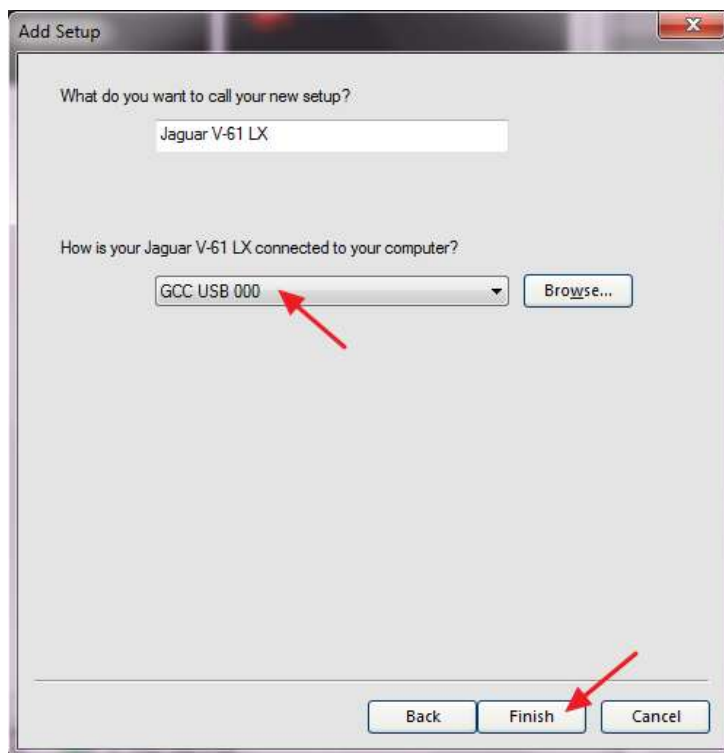 Add Setup
What do you want to call your new setup?
Jaguar V-61 LX
How is your Jaguar V-61 LX connected to your computer?
GCC USB 000
Browse...
Back
Finish
Cancel